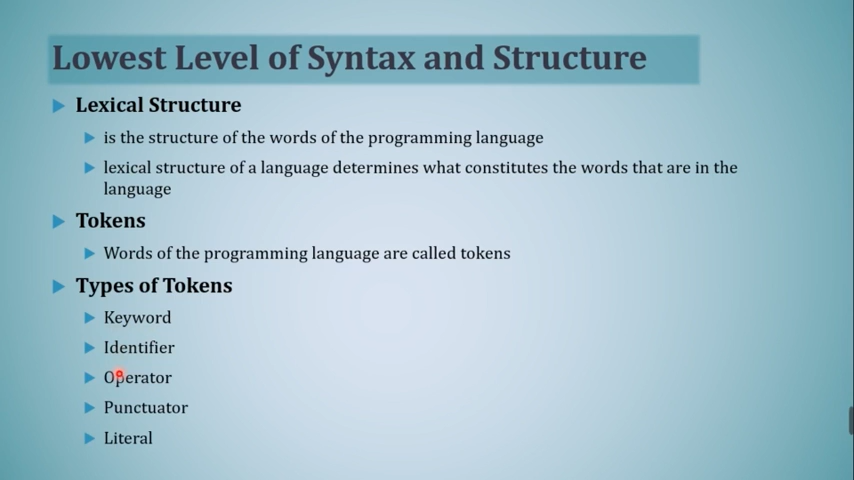 Lowest Level of Syntax and Structure
Lexical Structure
is the structure of the words of the programming language
lexical structure of a language determines what constitutes the words that are in the
language
Tokens
Words of the programming language are called tokens
Types of Tokens
Keyword
Identifier
Operator
Punctuator
Literal